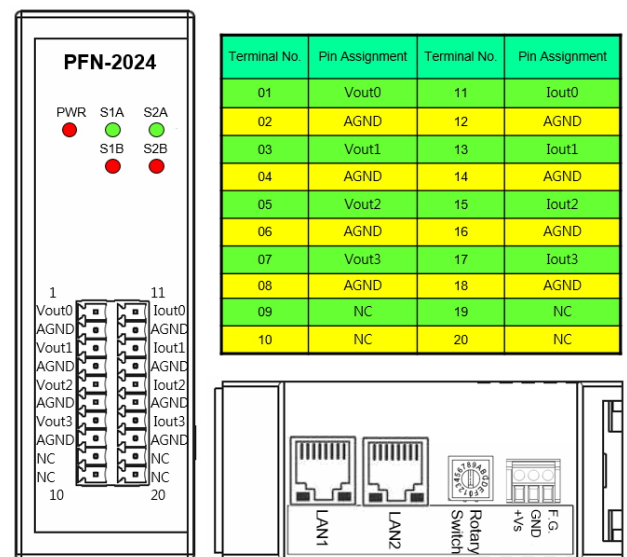 PFN-2024
PWR S1A S2A
S1B S2B
1 11
Vout0 Iout0
AGND AGND
Vout1 Iout1
AGND AGND
Vout2 Iout2
AGND AGND
Vout3 Iout3
AGND AGND
NC NC
NC NC
10 20
Terminal No. Pin Assignment Terminal No. Pin Assignment
01 Vout0 11 Iout0
02 AGND 12 AGND
03 Vout1 13 Iout1
04 AGND 14 AGND
05 Vout2 15 Iout2
06 AGND 16 AGND
07 Vout3 17 Iout3
08 AGND 18 AGND
09 NC 19 NC
10 NC 20 NC
LAN1
LAN2
Rotary
Switch
F.G.
GND
+Vs